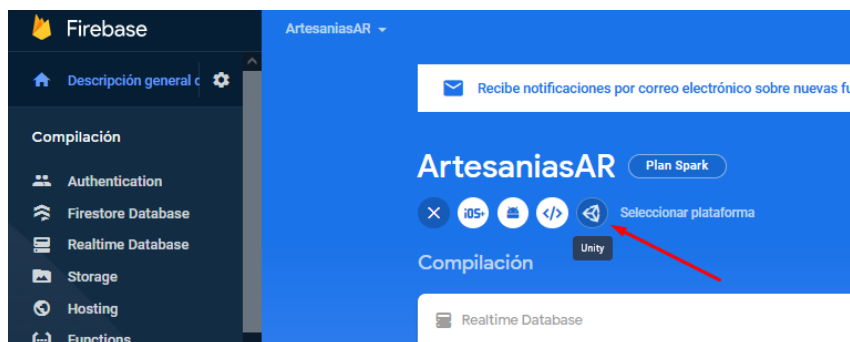 Firebase
ArtesaniasAR
Descripción general d
Recibe notificaciones por correo electrónico sobre nuevas fu
Compilación
ArtesaniasAR Plan Spark
Authentication
iOS+ </> Seleccionar plataforma
Firestore Database
Realtime Database
Unity
Compilación
Storage
Hosting
Realtime Database
Functions